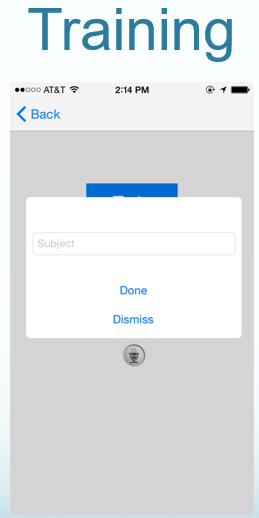 Training
AT&T 2:14 PM
Back
Subject
Done
Dismiss